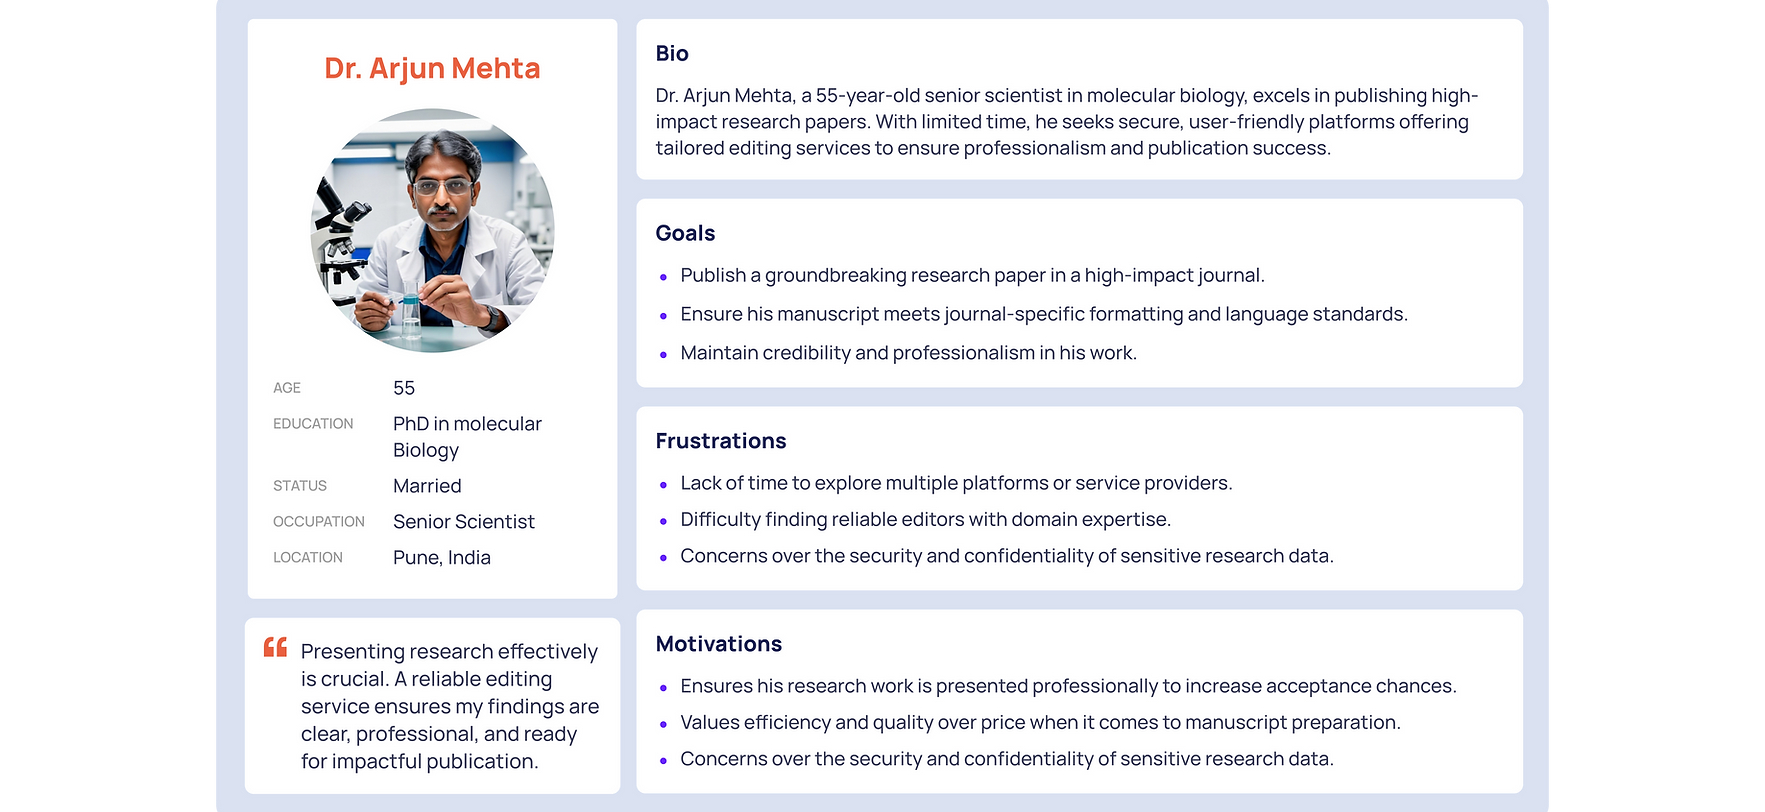 Dr. Arjun Mehta
AGE 55
EDUCATION PhD in molecular
Biology
STATUS Married
OCCUPATION Senior Scientist
LOCATION Pune, India
“ Presenting research effectively
is crucial. A reliable editing
service ensures my findings are
clear, professional, and ready
for impactful publication.
Bio
Dr. Arjun Mehta, a 55-year-old senior scientist in molecular biology, excels in publishing high-
impact research papers. With limited time, he seeks secure, user-friendly platforms offering
tailored editing services to ensure professionalism and publication success.
Goals
• Publish a groundbreaking research paper in a high-impact journal.
• Ensure his manuscript meets journal-specific formatting and language standards.
• Maintain credibility and professionalism in his work.
Frustrations
• Lack of time to explore multiple platforms or service providers.
• Difficulty finding reliable editors with domain expertise.
• Concerns over the security and confidentiality of sensitive research data.
Motivations
• Ensures his research work is presented professionally to increase acceptance chances.
• Values efficiency and quality over price when it comes to manuscript preparation.
• Concerns over the security and confidentiality of sensitive research data.